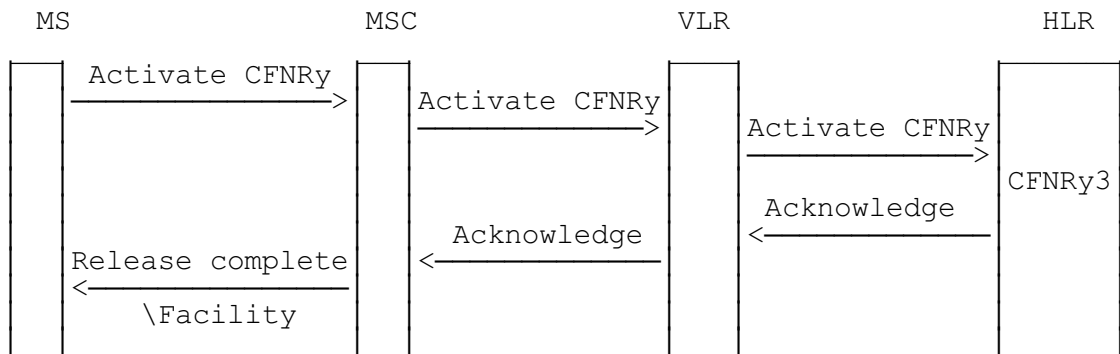 MS MSC VLR HLR
Activate CFNRy
Activate CFNRy
Activate CFNRy
CFNRy3
Acknowledge
Acknowledge
Release complete
\Facility